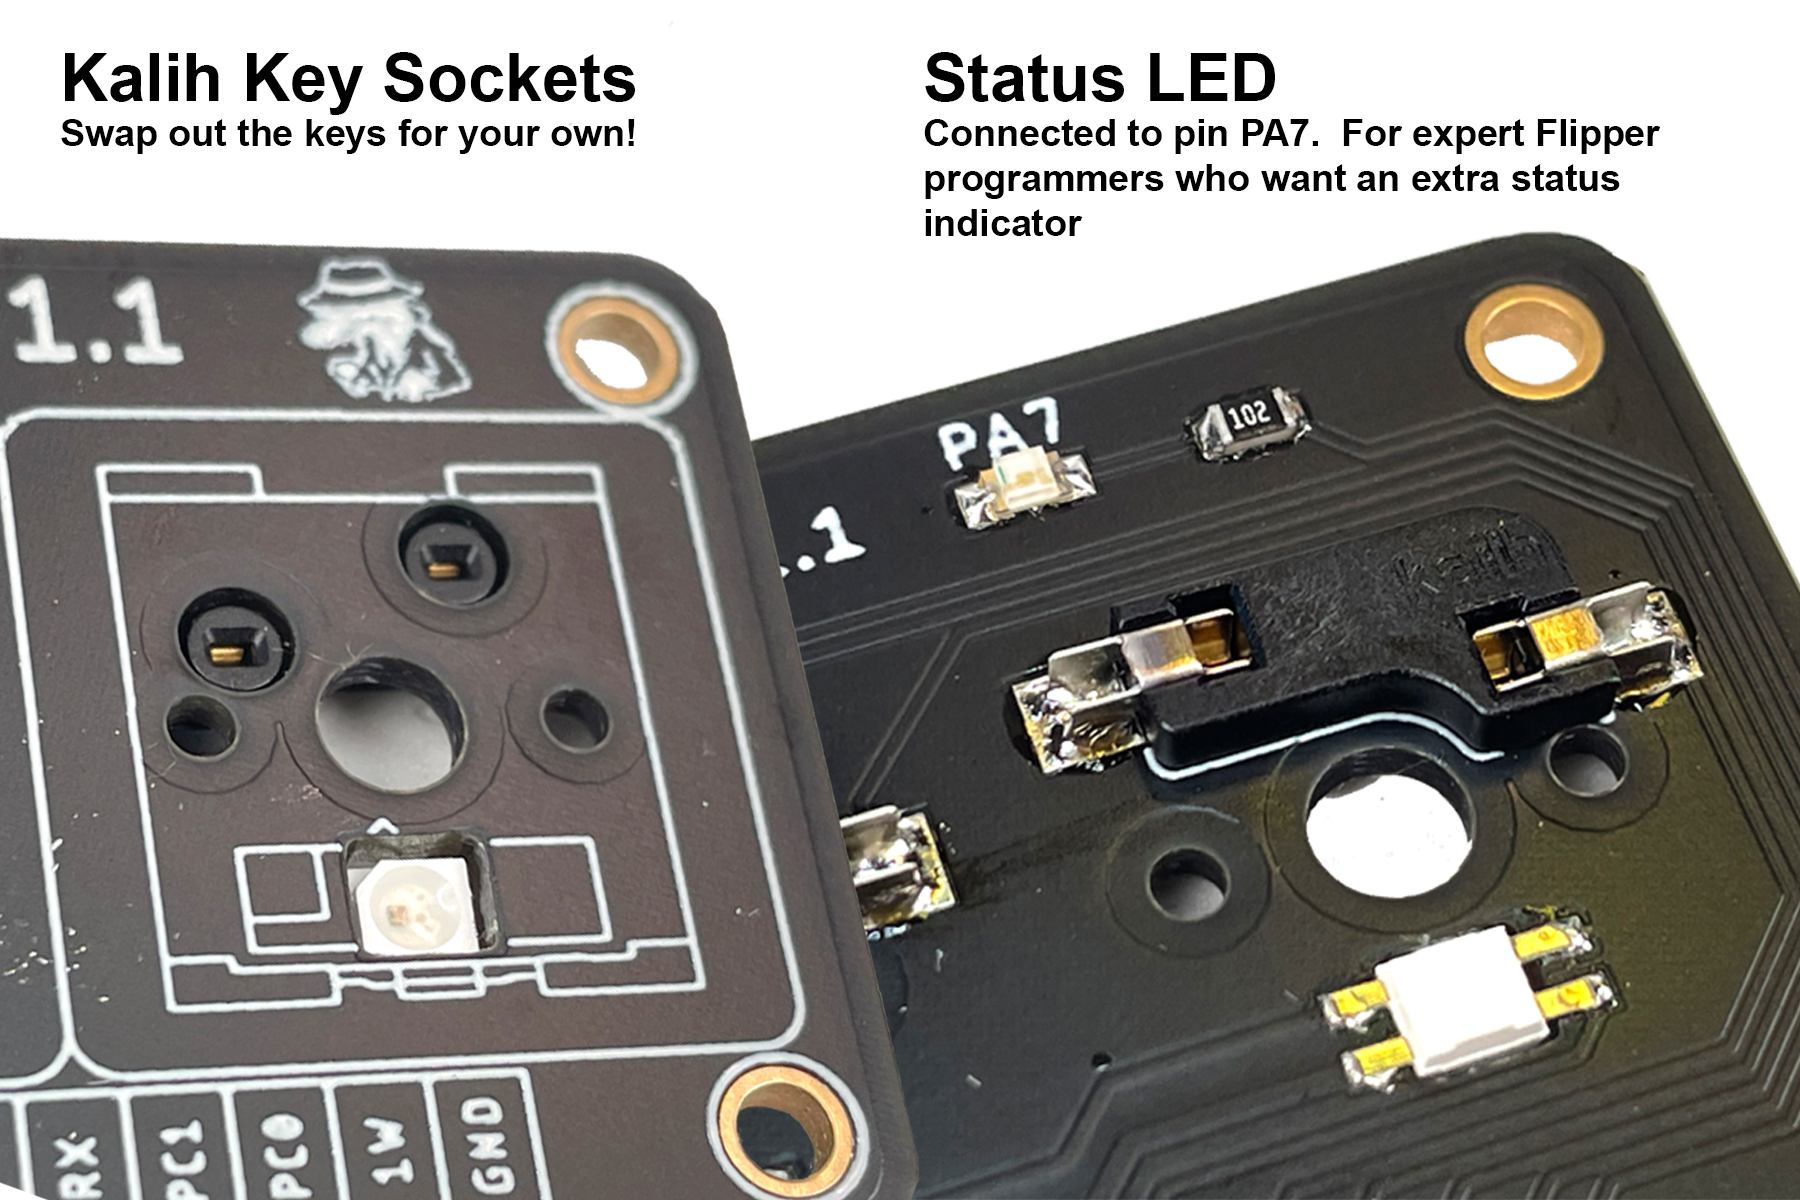 Kalih Key Sockets
Swap out the keys for your own!
Status LED
Connected to pin PA7.  For expert Flipper
programmers who want an extra status
indicator
1.1
PA7
102
.1
RX
PC1
PC0
1W
GND